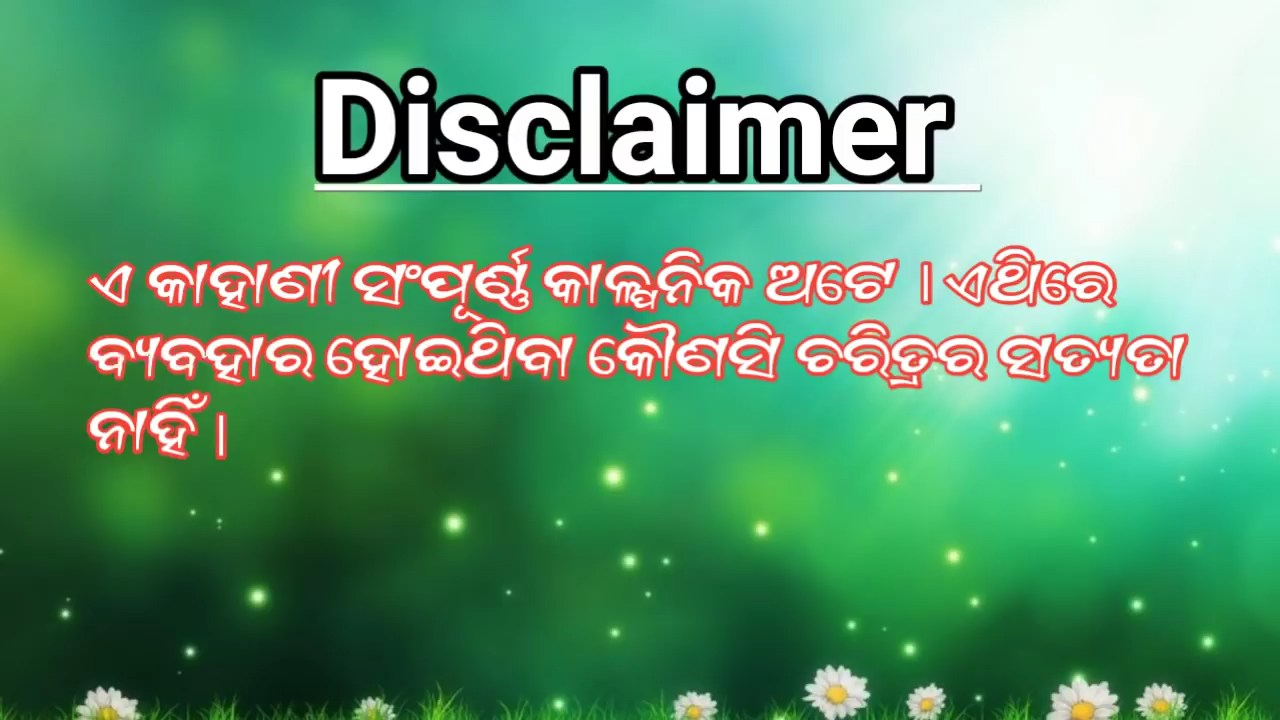 Disclaimer
ଏ କାହାଣୀ ସଂପୂର୍ଣ୍ଣ କାଳ୍ପନିକ ଅଟେ । ଏଥିରେ
ବ୍ୟବହାର ହୋଇଥିବା କୌଣସି ଚରିତ୍ରର ସତ୍ୟତା
ନାହିଁ ।